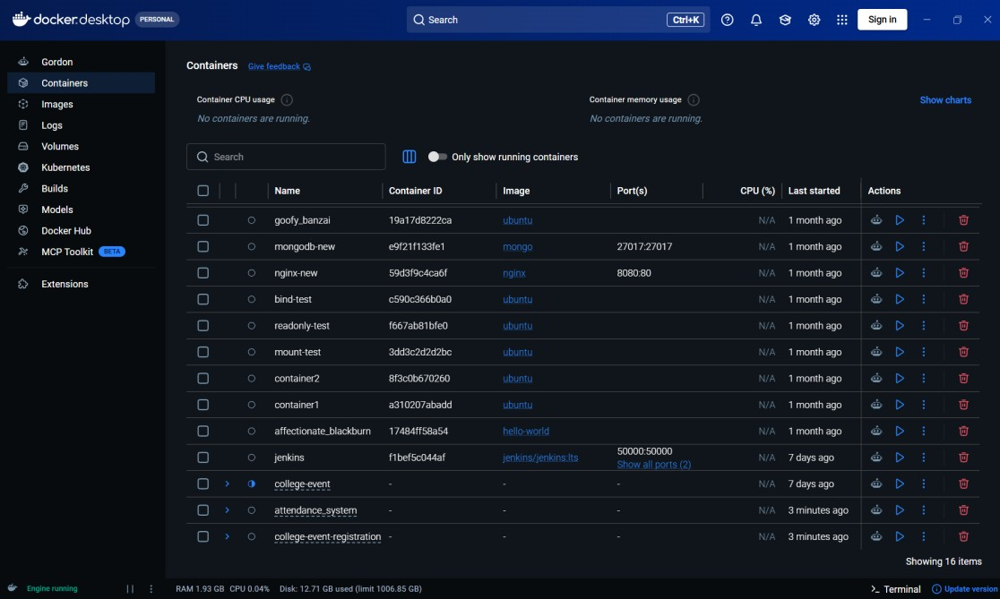 docker.desktop PERSONAL Search Ctrl+K Sign in
Gordon
Containers
Images
Logs
Volumes
Kubernetes
Builds
Models
Docker Hub
MCP Toolkit BETA
Extensions
Containers Give feedback
Container CPU usage
No containers are running.
Container memory usage
No containers are running.
Show charts
Search
Only show running containers
Name Container ID Image Port(s) CPU (%) Last started Actions
goofy_banzai 19a17d8222ca ubuntu N/A 1 month ago
mongodb-new e9f21f133fe1 mongo 27017:27017 N/A 1 month ago
nginx-new 59d3f9c4ca6f nginx 8080:80 N/A 1 month ago
bind-test c590c366b0a0 ubuntu N/A 1 month ago
readonly-test f667ab81bfe0 ubuntu N/A 1 month ago
mount-test 3dd3c2d2d2bc ubuntu N/A 1 month ago
container2 8f3c0b670260 ubuntu N/A 1 month ago
container1 a310207abadd ubuntu N/A 1 month ago
affectionate_blackburn 17484ff58a54 hello-world N/A 1 month ago
jenkins f1bef5c044af jenkins/jenkins:lts 50000:50000 N/A 7 days ago
Show all ports (2)
college-event - - - N/A 7 days ago
attendance_system - - - N/A 3 minutes ago
college-event-registration - - - N/A 3 minutes ago
Showing 16 items
Engine running RAM 1.93 GB CPU 0.04% Disk: 12.71 GB used (limit 1006.85 GB) >_ Terminal Update version